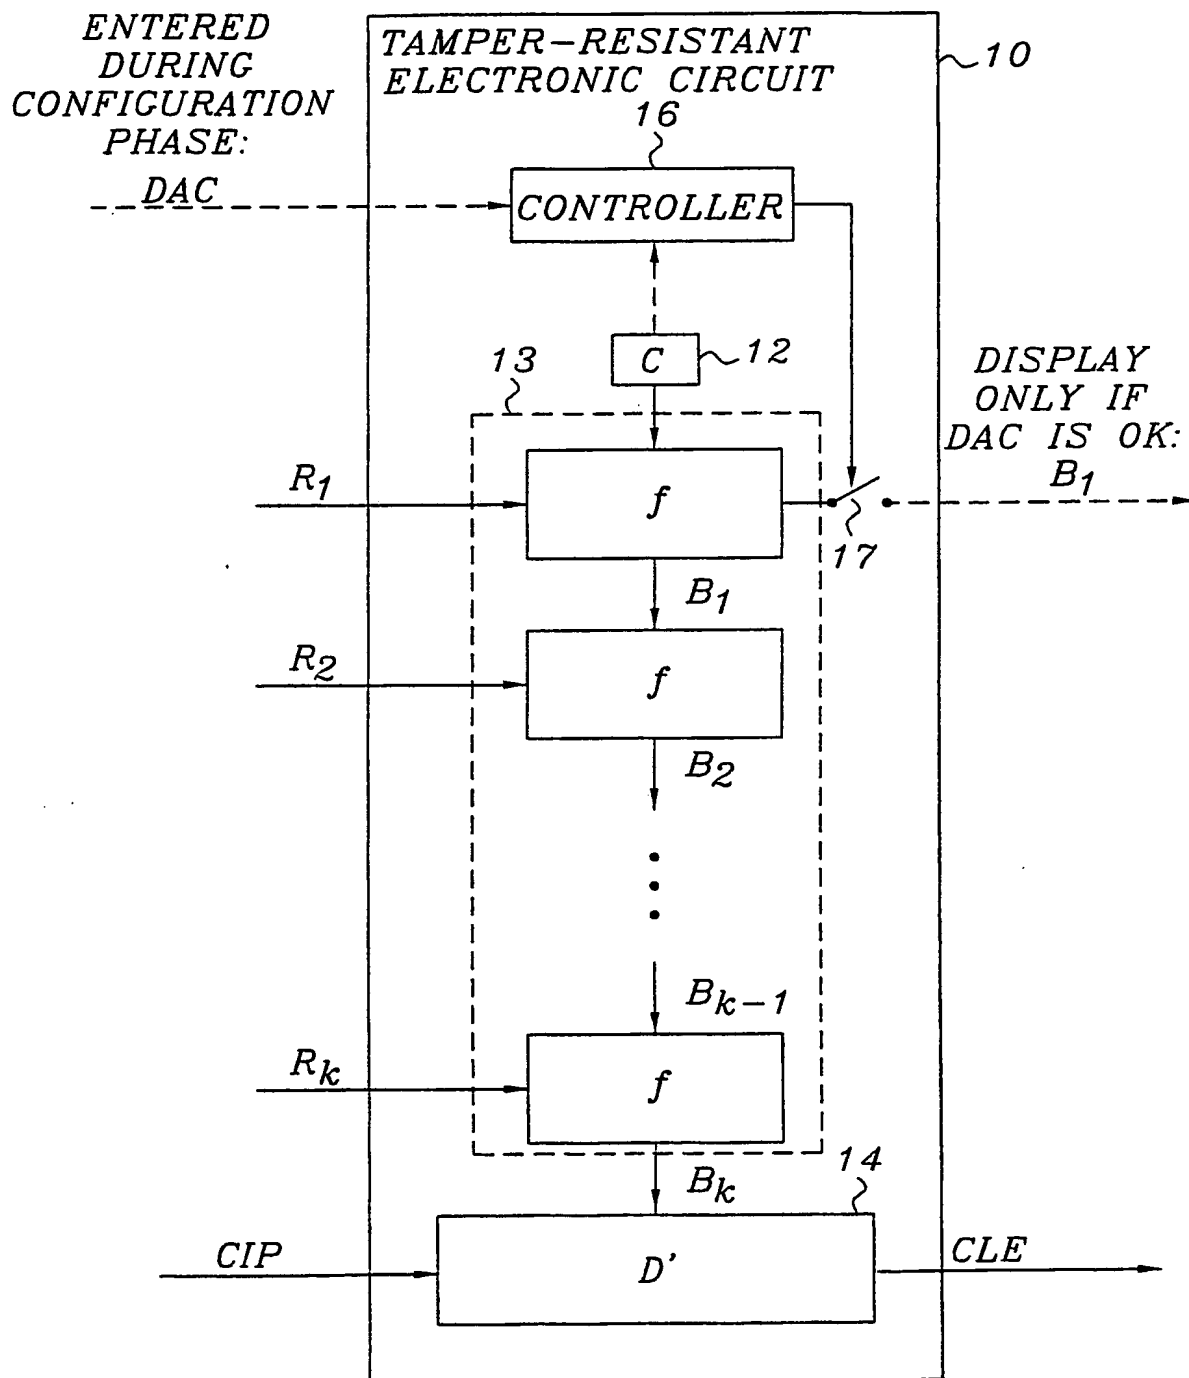 ENTERED
DURING
CONFIGURATION
PHASE:
DAC
TAMPER-RESISTANT
ELECTRONIC CIRCUIT
10
16
CONTROLLER
C
12
13
DISPLAY
ONLY IF
DAC IS OK:
B1
R1
f
17
B1
R2
f
B2
Bk-1
Rk
f
Bk
14
CIP
D'
CLE